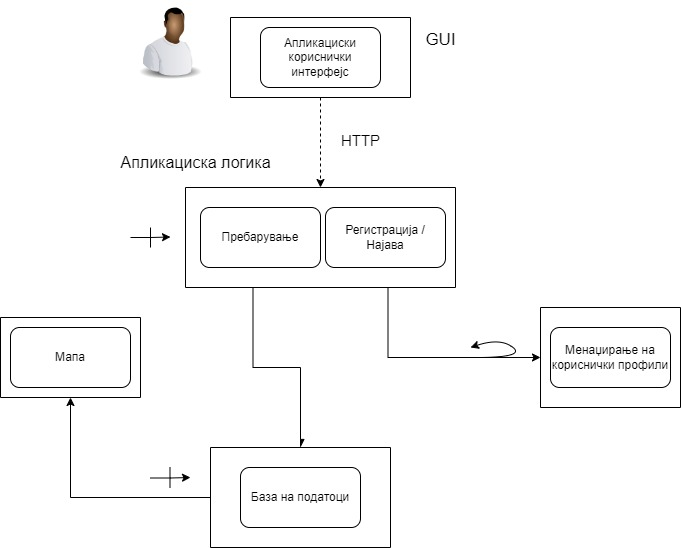 Апликациски
кориснички
интерфејс
GUI
HTTP
Апликациска логика
Пребарување
Регистрација /
Најава
Мапа
Менаџирање на
кориснички профили
База на податоци